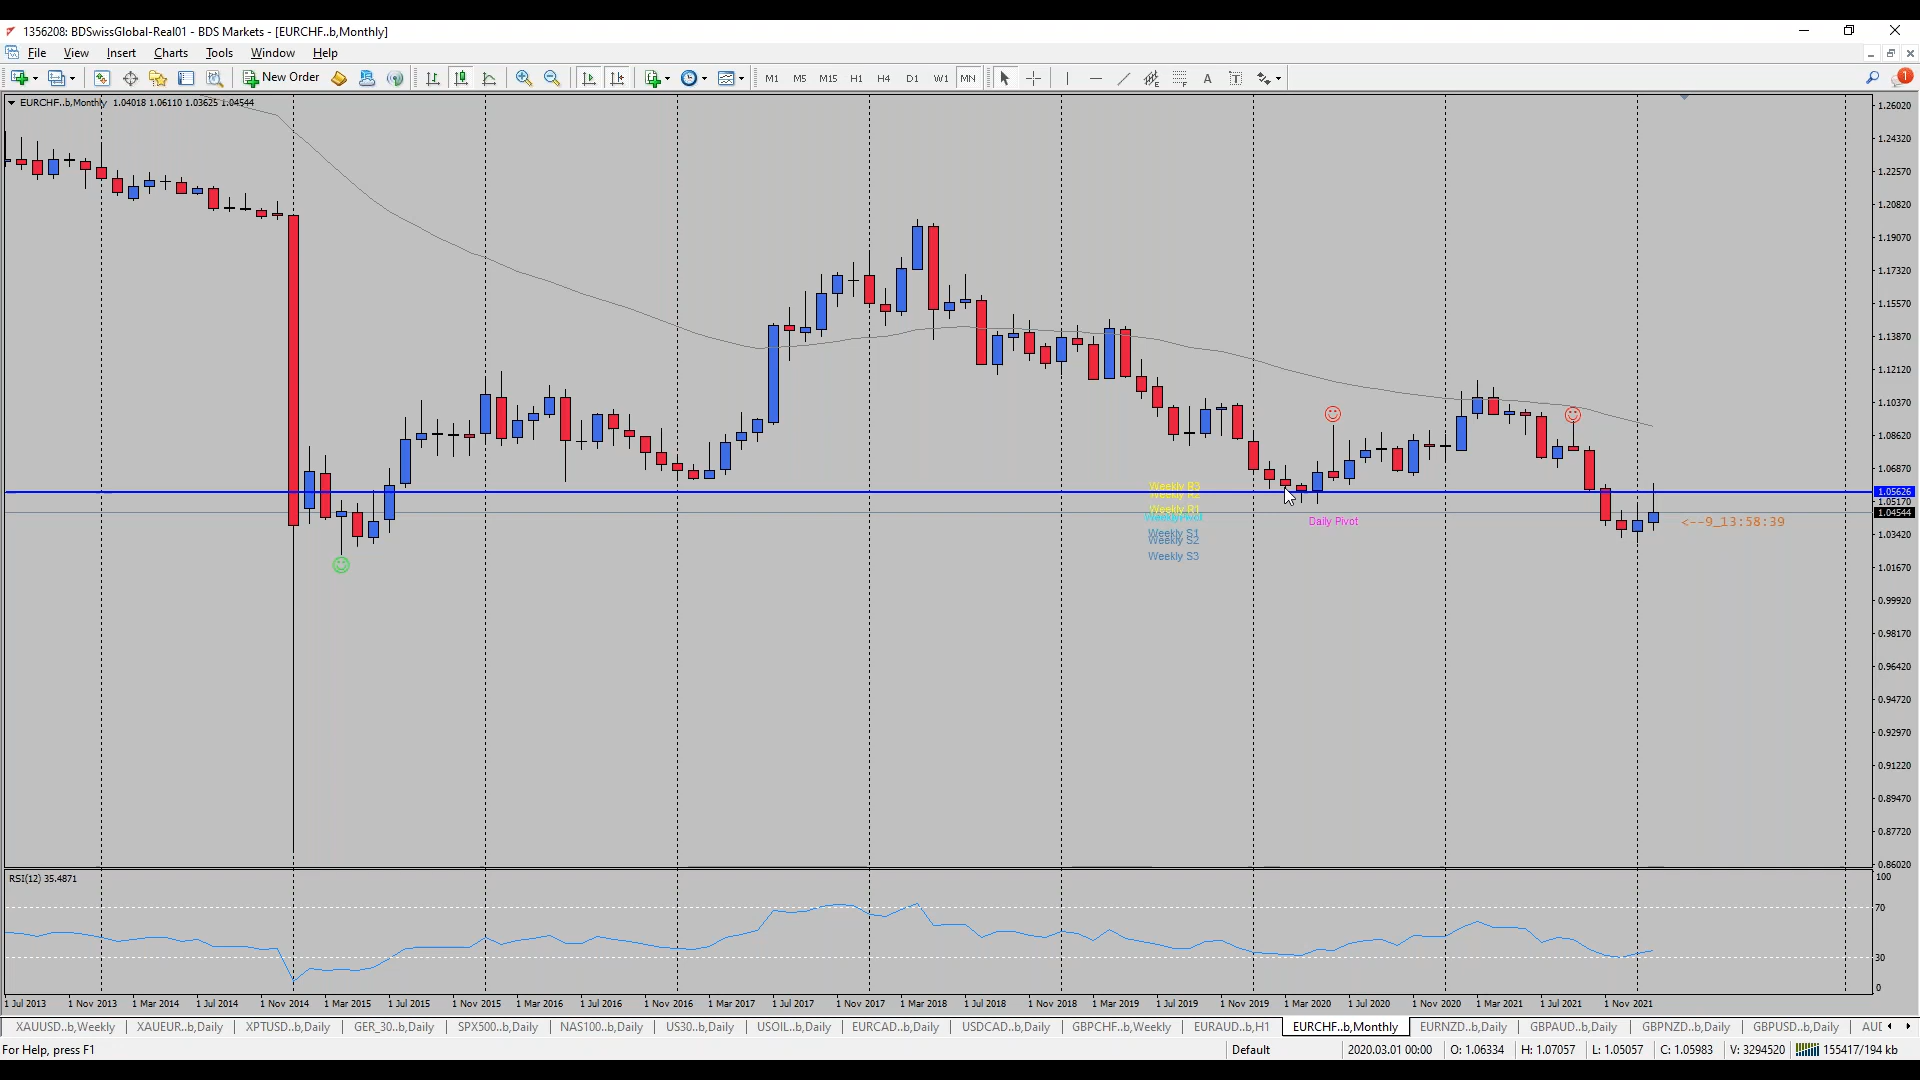 1356208: BDSwissGlobal-Real01 - BDS Markets - [EURCHF..b,Monthly]
File View Insert Charts Tools Window Help
New Order M1 M5 M15 H1 H4 D1 W1 MN A T 1
EURCHF..b,Monthly 1.04018 1.06110 1.03625 1.04544
1.26020
1.24320
1.22570
1.20820
1.19070
1.17320
1.15570
1.13870
1.12120
1.10370
1.08620
1.06870
Weekly R3
1.05626
Weekly R2
1.05170
Weekly R1
1.04544
Weekly Pivot
Daily Pivot
<--9_13:58:39
Weekly S1
1.03420
Weekly S2
Weekly S3
1.01670
0.99920
0.98170
0.96420
0.94720
0.92970
0.91220
0.89470
0.87720
0.86020
RSI(12) 35.4871
100
70
30
0
1 Jul 2013 1 Nov 2013 1 Mar 2014 1 Jul 2014 1 Nov 2014 1 Mar 2015 1 Jul 2015 1 Nov 2015 1 Mar 2016 1 Jul 2016 1 Nov 2016 1 Mar 2017 1 Jul 2017 1 Nov 2017 1 Mar 2018 1 Jul 2018 1 Nov 2018 1 Mar 2019 1 Jul 2019 1 Nov 2019 1 Mar 2020 1 Jul 2020 1 Nov 2020 1 Mar 2021 1 Jul 2021 1 Nov 2021
XAUUSD..b,Weekly XAUEUR..b,Daily XPTUSD..b,Daily GER_30..b,Daily SPX500..b,Daily NAS100..b,Daily US30..b,Daily USOIL..b,Daily EURCAD..b,Daily USDCAD..b,Daily GBPCHF..b,Weekly EURAUD..b,H1 EURCHF..b,Monthly EURNZD..b,Daily GBPAUD..b,Daily GBPNZD..b,Daily GBPUSD..b,Daily AUD
For Help, press F1 Default 2020.03.01 00:00 O: 1.06334 H: 1.07057 L: 1.05057 C: 1.05983 V: 3294520 155417/194 kb